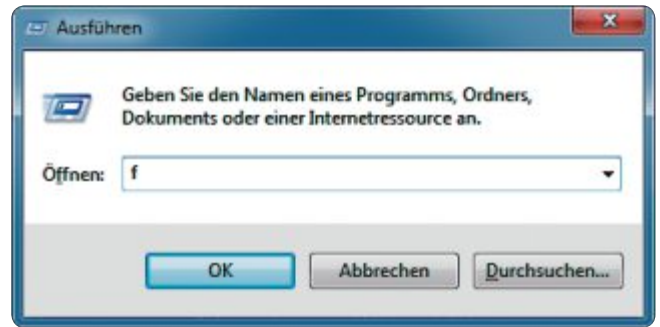 Ausführen
Geben Sie den Namen eines Programms, Ordners,
Dokuments oder einer Internetressource an.
Öffnen: f
OK Abbrechen Durchsuchen...